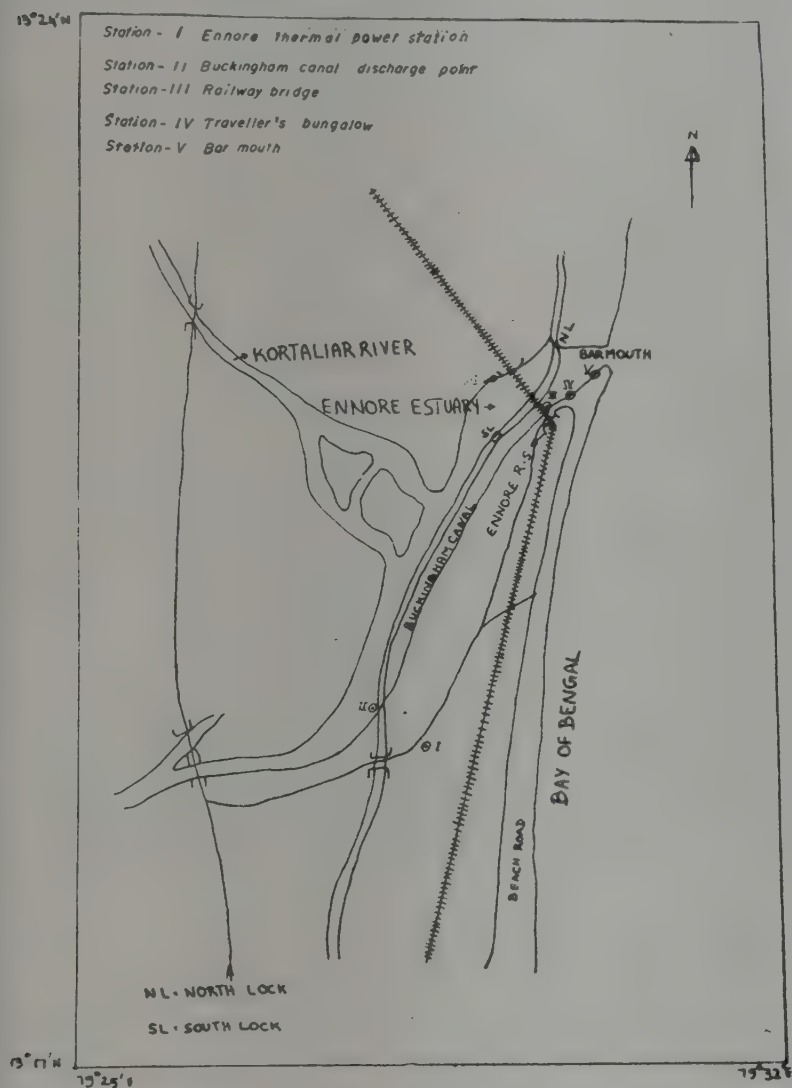 13°24'N
Station - I Ennore thermal power station
Station - II Buckingham canal discharge point
Station - III Railway bridge
Station - IV Traveller's bungalow
Station - V Bar mouth
N
NL
BARMOUTH
KORTALIAR RIVER
V
IV
III
ENNORE ESTUARY
SL
ENNORE R.S
BUCKINGHAM CANAL
II
I
BAY OF BENGAL
BEACH ROAD
NL - NORTH LOCK
SL - SOUTH LOCK
13°17'N
79°25'E
79°32'E